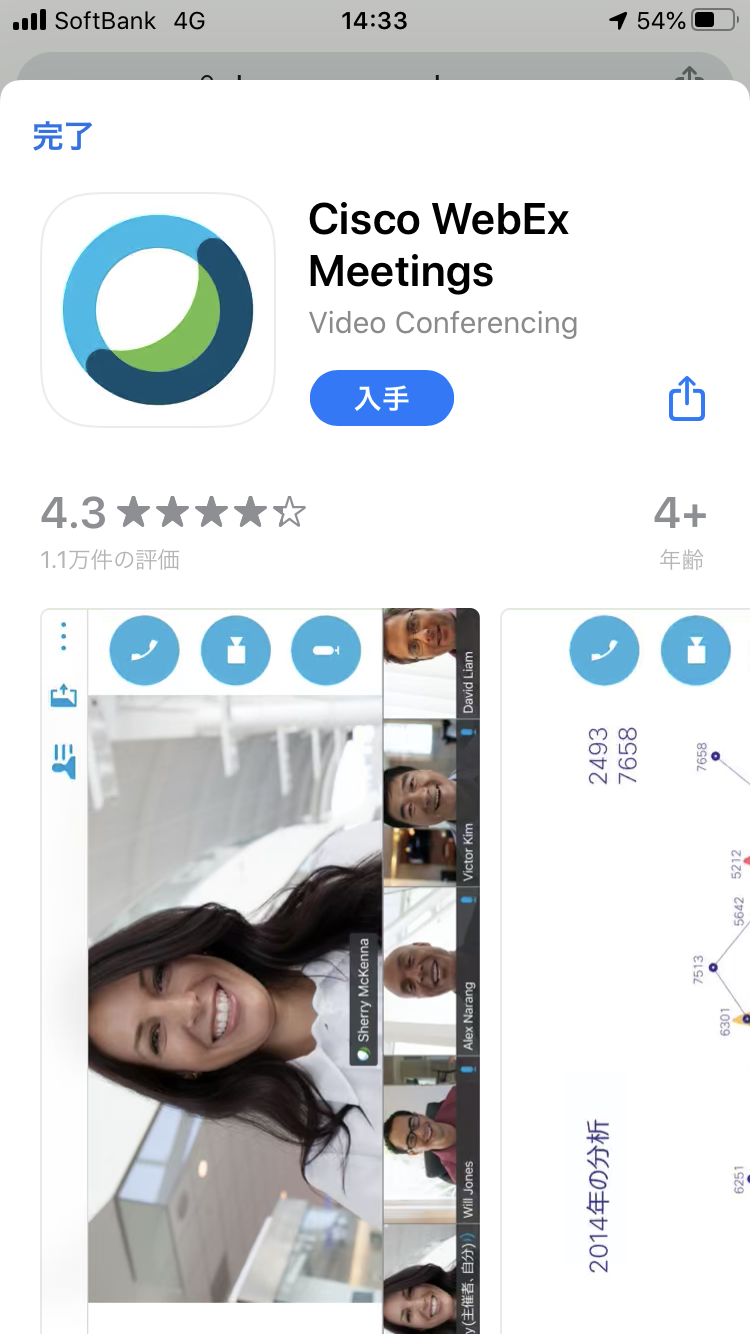 SoftBank 4G 14:33 54%
完了
Cisco WebEx
Meetings
Video Conferencing
入手
4.3 ★★★★☆
4+
1.1万件の評価
年齢
David Liam
Victor Kim
Alex Narang
Will Jones
y (主催者、自分)
Sherry McKenna
2493
7658
7658
5212
5642
7513
6301
6251
2014年の分析